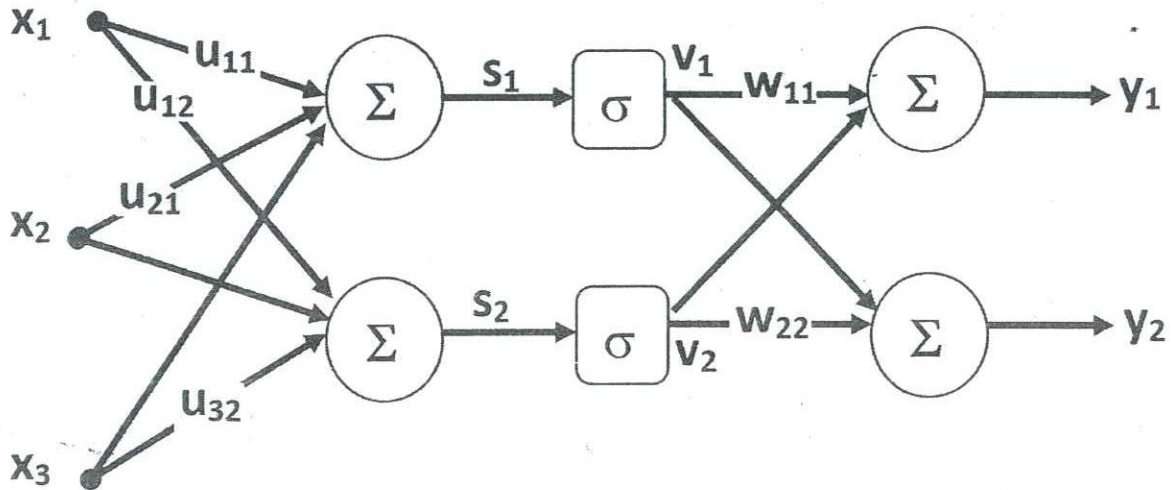 x₁ u₁₁ Σ s₁ σ v₁ w₁₁ Σ y₁
u₁₂
x₂ u₂₁
Σ s₂ σ v₂ w₂₂ Σ y₂
u₃₂
x₃